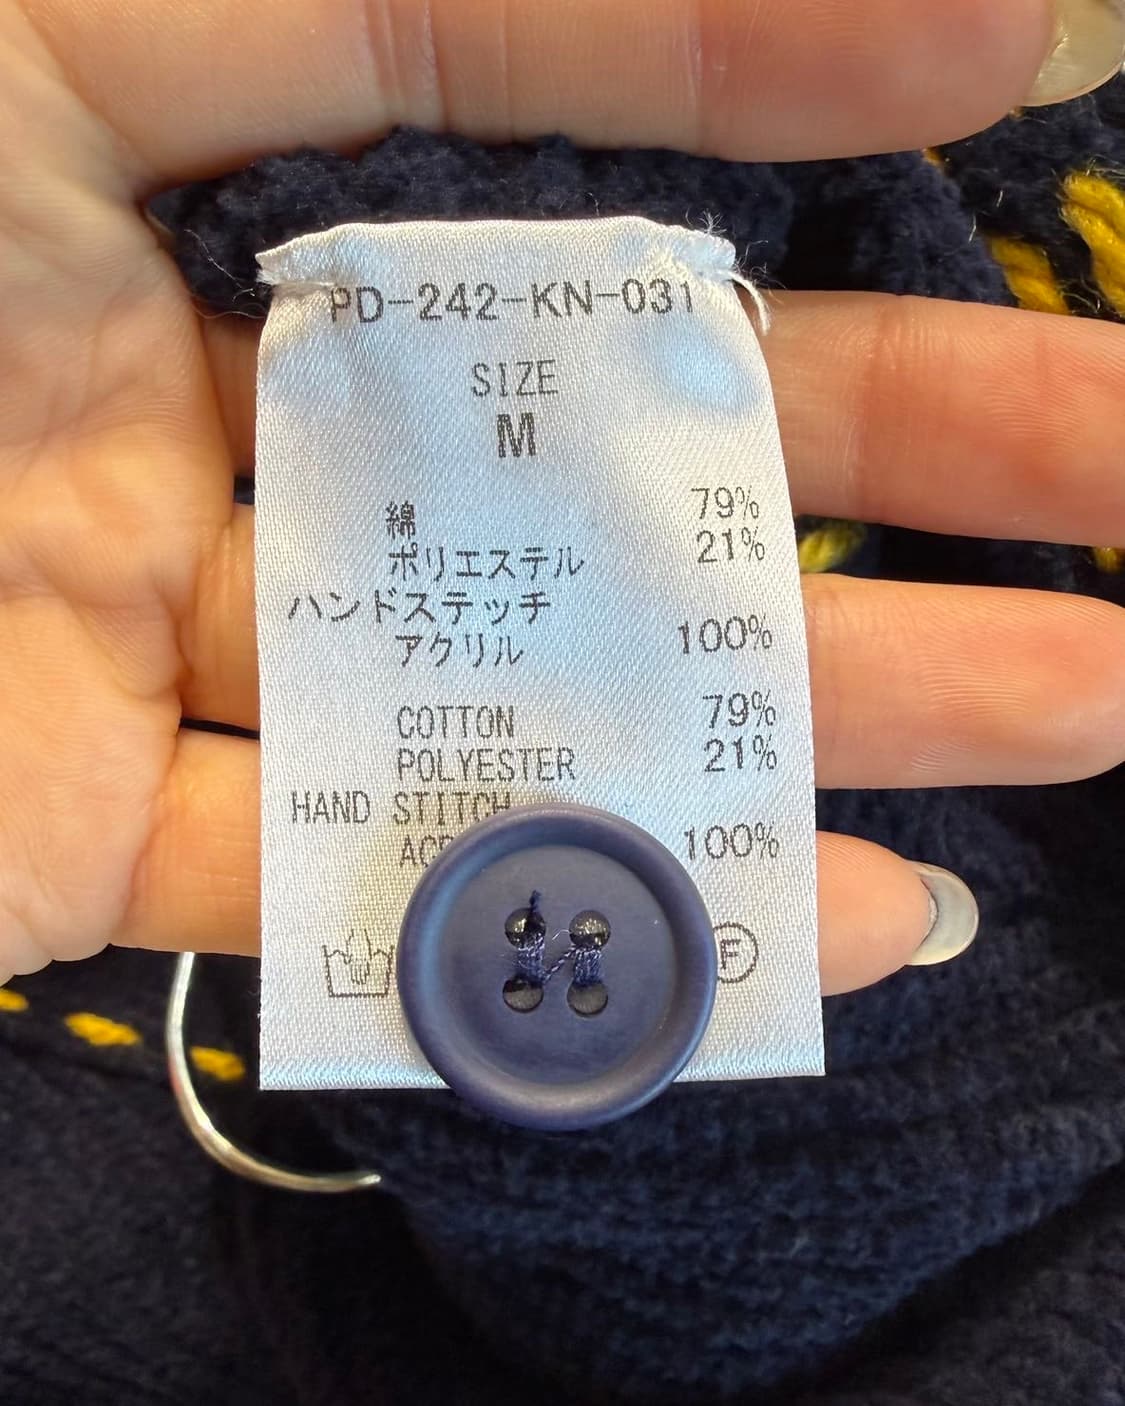 PD-242-KN-031
SIZE
M
綿 79%
ポリエステル 21%
ハンドステッチ
アクリル 100%
COTTON 79%
POLYESTER 21%
HAND STITCH
100%
F